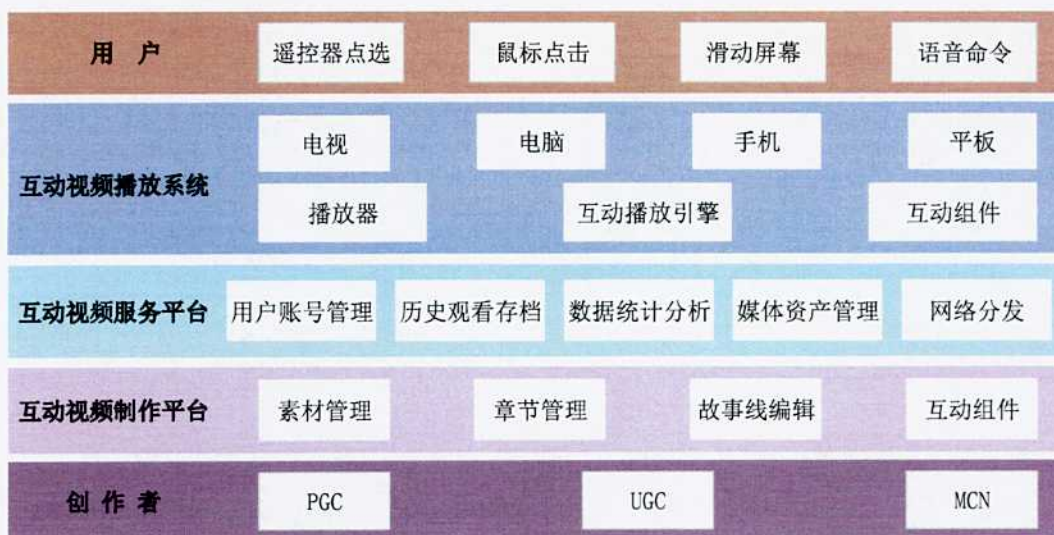 用 户 遥控器点选 鼠标点击 滑动屏幕 语音命令
电视 电脑 手机 平板
互动视频播放系统
播放器 互动播放引擎 互动组件
互动视频服务平台 用户账号管理 历史观看存档 数据统计分析 媒体资产管理 网络分发
互动视频制作平台 素材管理 章节管理 故事线编辑 互动组件
创 作 者 PGC UGC MCN